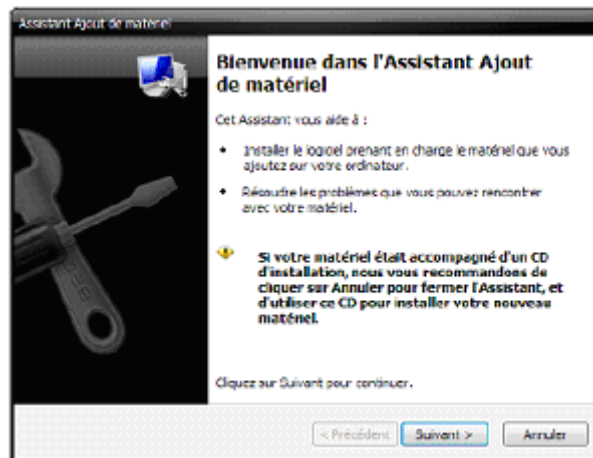 Assistant Ajout de matériel
Bienvenue dans l'Assistant Ajout
de matériel
Cet Assistant vous aide à :
• Installer le logiciel prenant en charge le matériel que vous
ajoutez sur votre ordinateur.
• Résoudre les problèmes que vous pouvez rencontrer
avec votre matériel.
Si votre matériel était accompagné d'un CD
d'installation, nous vous recommandons de
cliquer sur Annuler pour fermer l'Assistant, et
d'utiliser ce CD pour installer votre nouveau
matériel.
Cliquez sur Suivant pour continuer.
< Précédent Suivant > Annuler